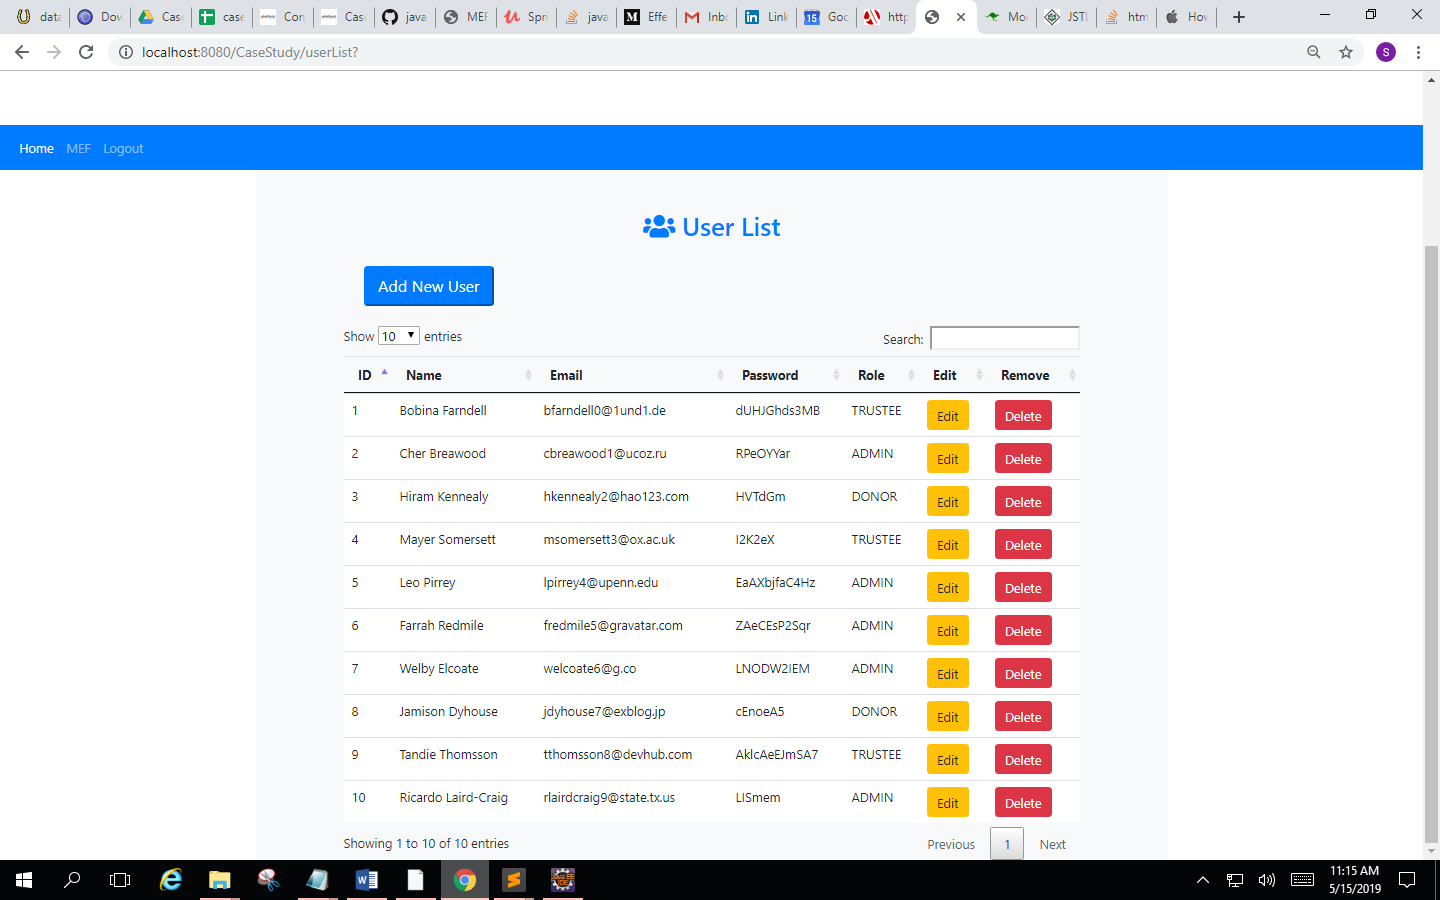 data Dow Case case Con Case java MEF Spri java Effe Inb Link Goo http Mo JSTL htm How
localhost:8080/CaseStudy/userList?
S
Home MEF Logout
User List
Add New User
Show 10 entries Search:
ID Name Email Password Role Edit Remove
1 Bobina Farndell bfarndell0@1und1.de dUHJGhds3MB TRUSTEE Edit Delete
2 Cher Breawood cbreawood1@ucoz.ru RPeOYYar ADMIN Edit Delete
3 Hiram Kennealy hkennealy2@hao123.com HVTdGm DONOR Edit Delete
4 Mayer Somersett msomersett3@ox.ac.uk I2K2eX TRUSTEE Edit Delete
5 Leo Pirrey lpirrey4@upenn.edu EaAXbjfaC4Hz ADMIN Edit Delete
6 Farrah Redmile fredmile5@gravatar.com ZAeCEsP2Sqr ADMIN Edit Delete
7 Welby Elcoate welcoate6@g.co LNODW2IEM ADMIN Edit Delete
8 Jamison Dyhouse jdyhouse7@exblog.jp cEnoeA5 DONOR Edit Delete
9 Tandie Thomsson tthomsson8@devhub.com AklcAeEJmSA7 TRUSTEE Edit Delete
10 Ricardo Laird-Craig rlairdcraig9@state.tx.us LISmem ADMIN Edit Delete
Showing 1 to 10 of 10 entries Previous 1 Next
11:15 AM
5/15/2019